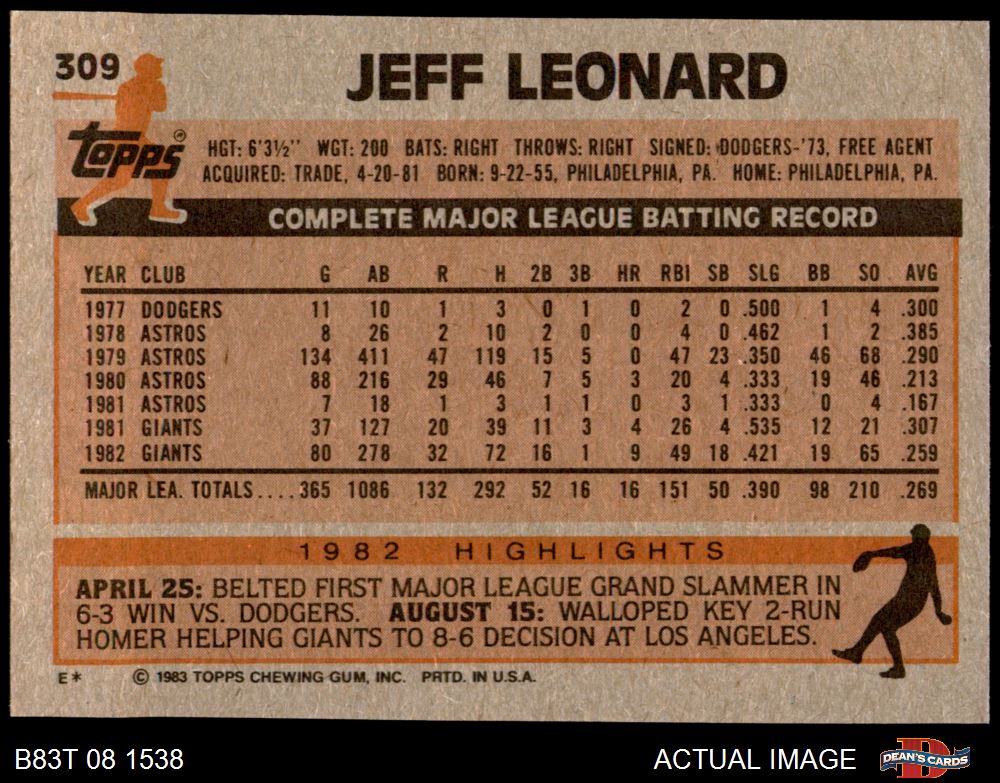 309
JEFF LEONARD
Topps®
HGT: 6'3½" WGT: 200 BATS: RIGHT THROWS: RIGHT SIGNED: DODGERS-'73, FREE AGENT
ACQUIRED: TRADE, 4-20-81 BORN: 9-22-55, PHILADELPHIA, PA. HOME: PHILADELPHIA, PA.
COMPLETE MAJOR LEAGUE BATTING RECORD
YEAR CLUB G AB R H 2B 3B HR RBI SB SLG BB SO AVG
1977 DODGERS 11 10 1 3 0 1 0 2 0 .500 1 4 .300
1978 ASTROS 8 26 2 10 2 0 0 4 0 .462 1 2 .385
1979 ASTROS 134 411 47 119 15 5 0 47 23 .350 46 68 .290
1980 ASTROS 88 216 29 46 7 5 3 20 4 .333 19 46 .213
1981 ASTROS 7 18 1 3 1 1 0 3 1 .333 0 4 .167
1981 GIANTS 37 127 20 39 11 3 4 26 4 .535 12 21 .307
1982 GIANTS 80 278 32 72 16 1 9 49 18 .421 19 65 .259
MAJOR LEA. TOTALS....365 1086 132 292 52 16 16 151 50 .390 98 210 .269
1982 HIGHLIGHTS
APRIL 25: BELTED FIRST MAJOR LEAGUE GRAND SLAMMER IN
6-3 WIN VS. DODGERS. AUGUST 15: WALLOPED KEY 2-RUN
HOMER HELPING GIANTS TO 8-6 DECISION AT LOS ANGELES.
E* © 1983 TOPPS CHEWING GUM, INC. PRTD. IN U.S.A.
B83T 08 1538 ACTUAL IMAGE DEAN'S CARDS